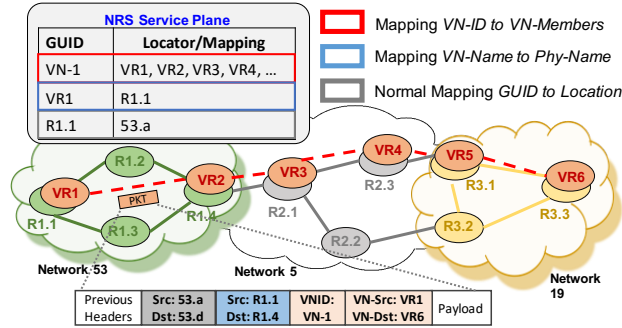 NRS Service Plane
GUID Locator/Mapping
VN-1 VR1, VR2, VR3, VR4, ...
VR1 R1.1
R1.1 53.a
Mapping VN-ID to VN-Members
Mapping VN-Name to Phy-Name
Normal Mapping GUID to Location
R1.2
VR1
R1.1
PKT
R1.3
VR2
R1.4
VR3
R2.1
VR4
R2.3
R2.2
VR5
R3.1
R3.2
VR6
R3.3
Network 53
Network 5
Network
19
Previous
Headers
Src: 53.a
Dst: 53.d
Src: R1.1
Dst: R1.4
VNID:
VN-1
VN-Src: VR1
VN-Dst: VR6
Payload